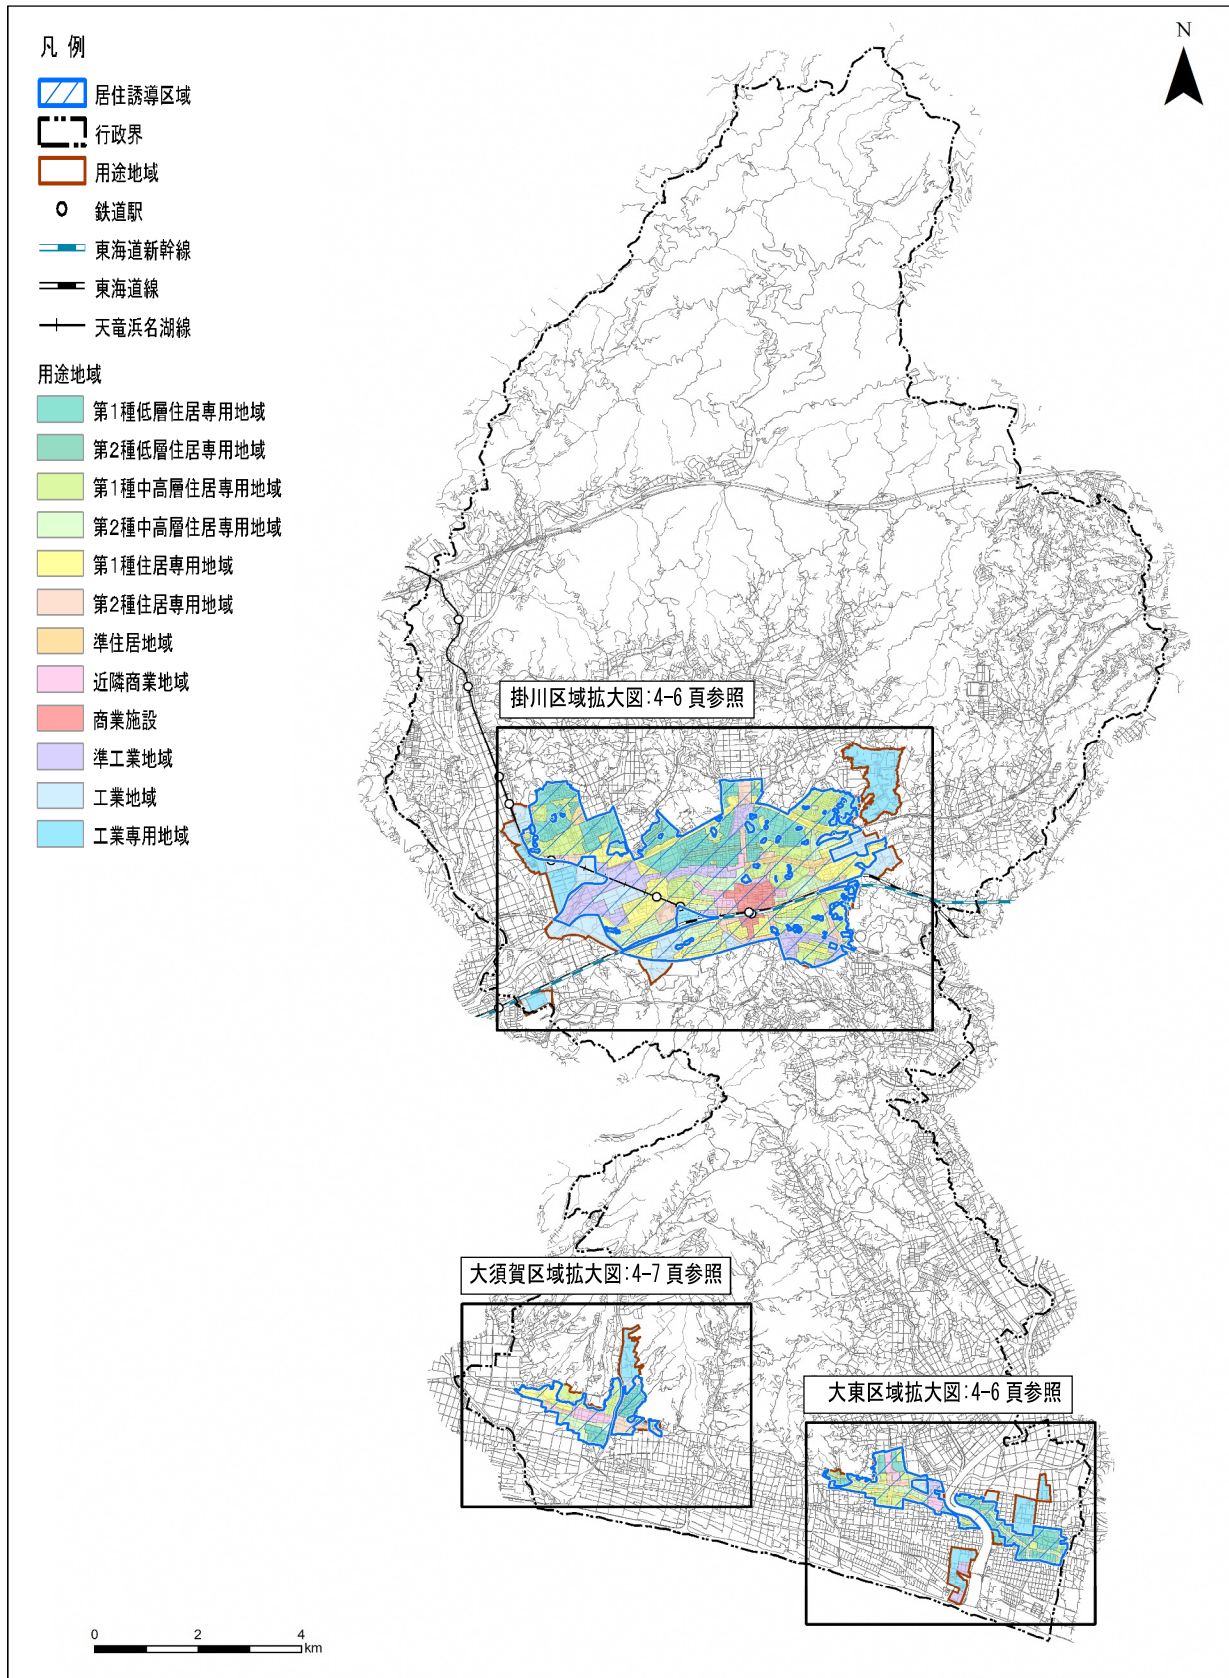 N
凡 例
居住誘導区域
行政界
用途地域
鉄道駅
東海道新幹線
東海道線
天竜浜名湖線
用途地域
第1種低層住居専用地域
第2種低層住居専用地域
第1種中高層住居専用地域
第2種中高層住居専用地域
第1種住居専用地域
第2種住居専用地域
準住居地域
近隣商業地域
商業施設
準工業地域
工業地域
工業専用地域
掛川区域拡大図:4-6 頁参照
大須賀区域拡大図:4-7 頁参照
大東区域拡大図:4-6 頁参照
0 2 4
km